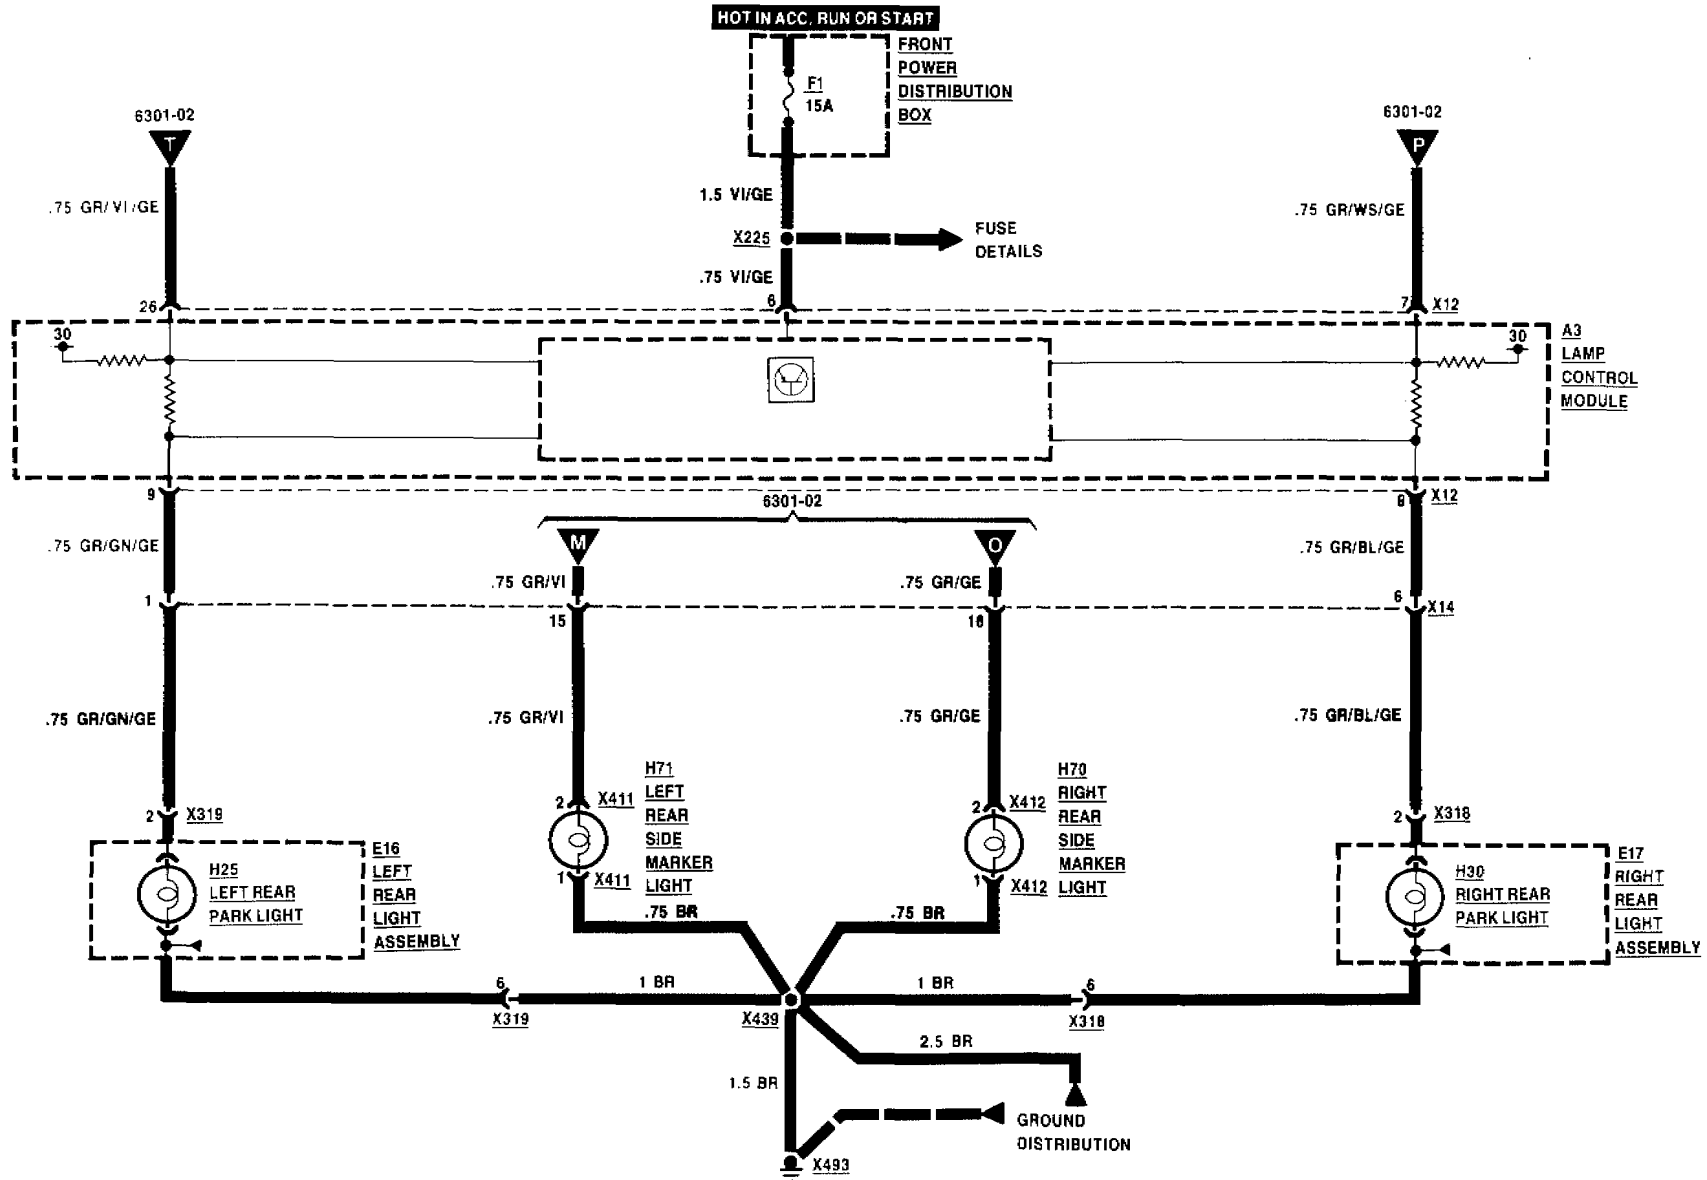 HOT IN ACC, RUN OR START
FRONT
POWER
DISTRIBUTION
BOX
F1
15A
6301-02
T
6301-02
P
.75 GR/VI/GE
1.5 VI/GE
.75 GR/WS/GE
X225
FUSE
DETAILS
.75 VI/GE
26
6
7
X12
30
30
A3
LAMP
CONTROL
MODULE
9
6301-02
8
X12
M
O
.75 GR/GN/GE
.75 GR/VI
.75 GR/GE
.75 GR/BL/GE
1
15
16
6
X14
.75 GR/GN/GE
.75 GR/VI
.75 GR/GE
.75 GR/BL/GE
H71
LEFT
REAR
SIDE
MARKER
LIGHT
H70
RIGHT
REAR
SIDE
MARKER
LIGHT
2
X319
2
X411
2
X412
2
X318
1
X411
1
X412
H25
LEFT REAR
PARK LIGHT
E16
LEFT
REAR
LIGHT
ASSEMBLY
H30
RIGHT REAR
PARK LIGHT
E17
RIGHT
REAR
LIGHT
ASSEMBLY
.75 BR
.75 BR
6
1 BR
1 BR
6
X319
X439
X318
2.5 BR
1.5 BR
GROUND
DISTRIBUTION
X493